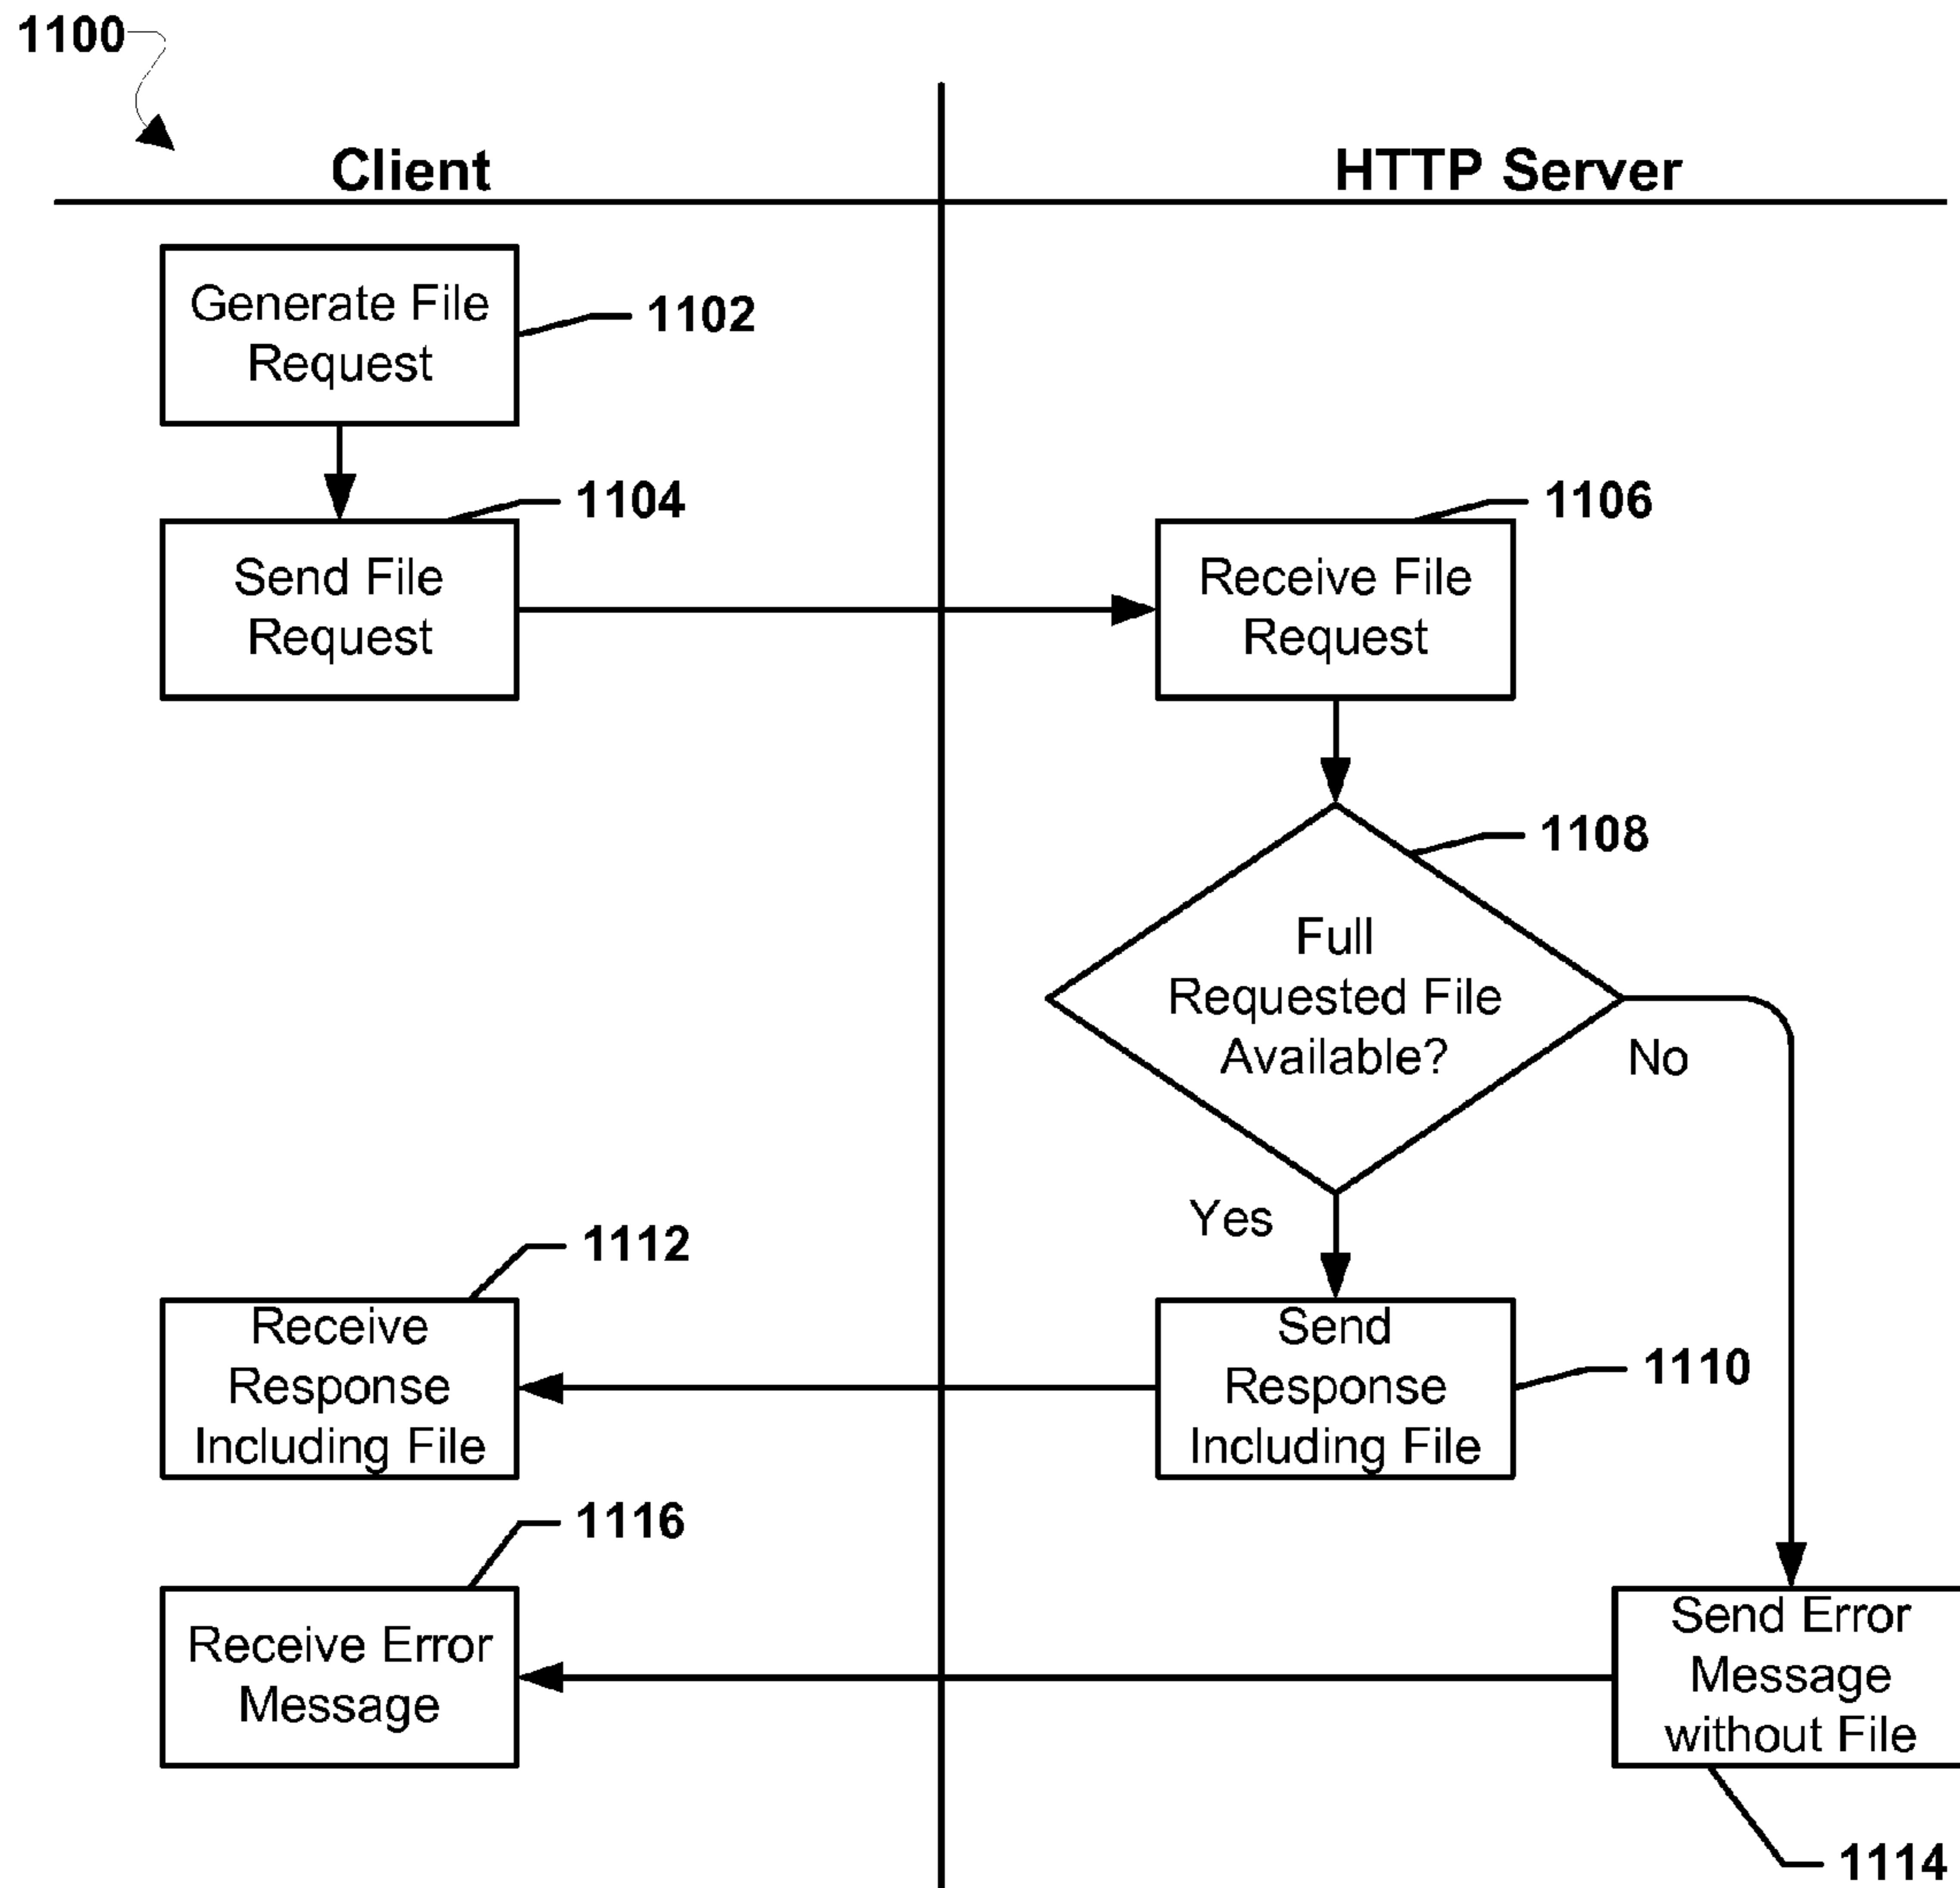 1100
Client
HTTP Server
Generate File
Request
1102
1104
Send File
Request
1106
Receive File
Request
1108
Full
Requested File
Available?
No
Yes
1112
Receive
Response
Including File
Send
Response
Including File
1110
1116
Receive Error
Message
Send Error
Message
without File
1114